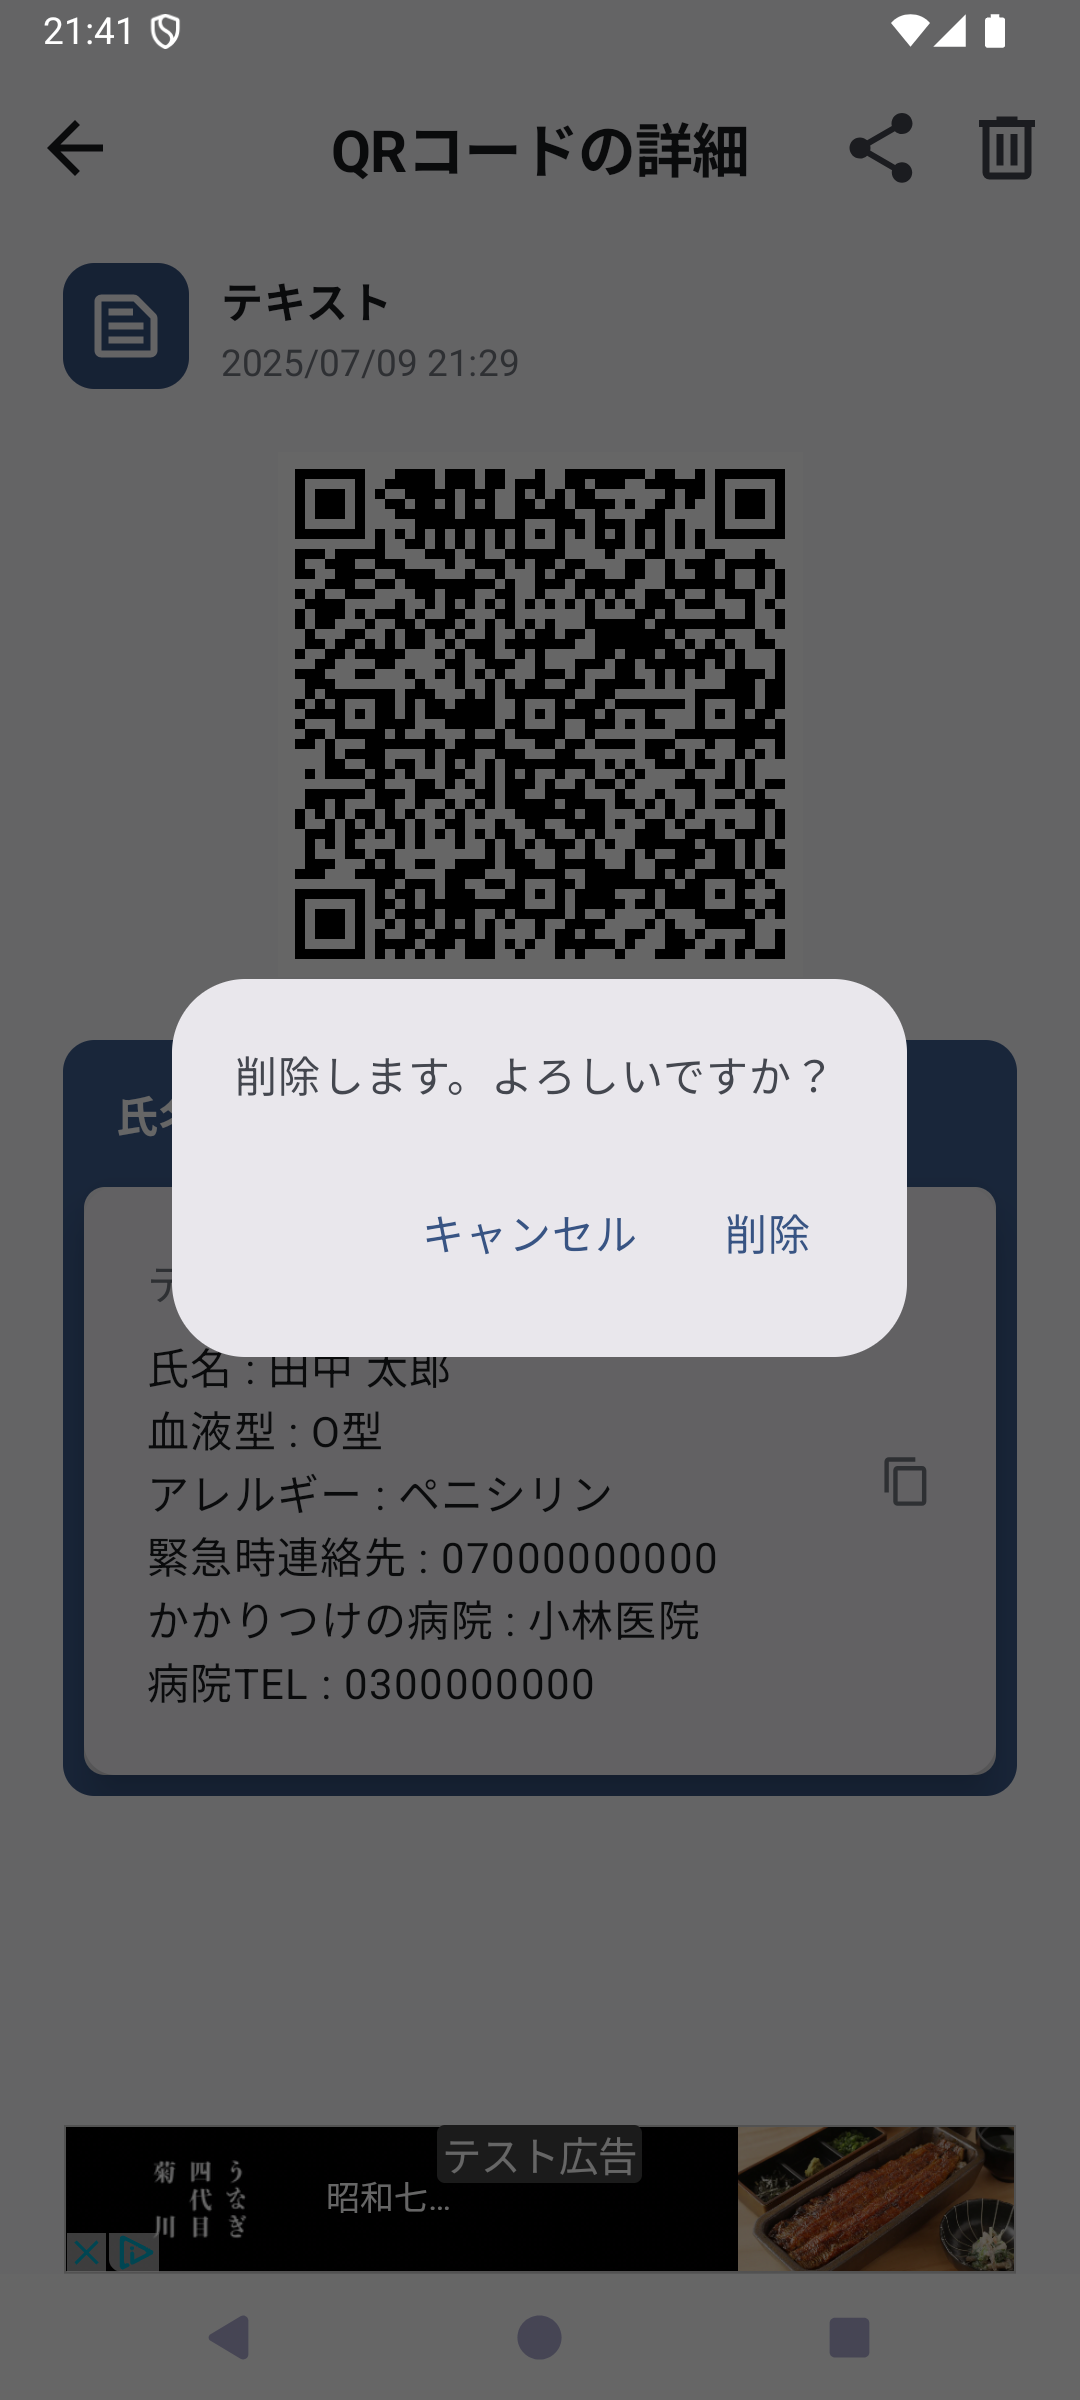 21:41
QRコードの詳細
テキスト
2025/07/09 21:29
削除します。よろしいですか？
キャンセル
削除
氏名 : 田中 太郎
血液型 : O型
アレルギー : ペニシリン
緊急時連絡先 : 07000000000
かかりつけの病院 : 小林医院
病院TEL : 0300000000
テスト広告
うなぎ
四代目
菊川
昭和七…